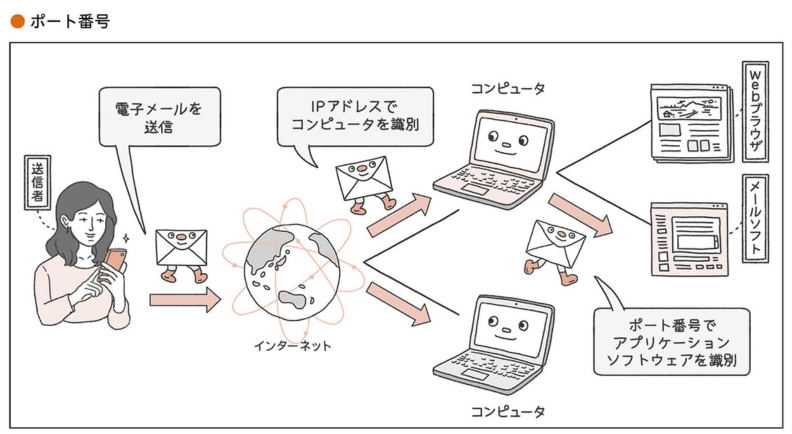 ポート番号
電子メールを
送信
IPアドレスで
コンピュータを識別
コンピュータ
Webブラウザ
送信者
メールソフト
インターネット
ポート番号で
アプリケーション
ソフトウェアを識別
コンピュータ